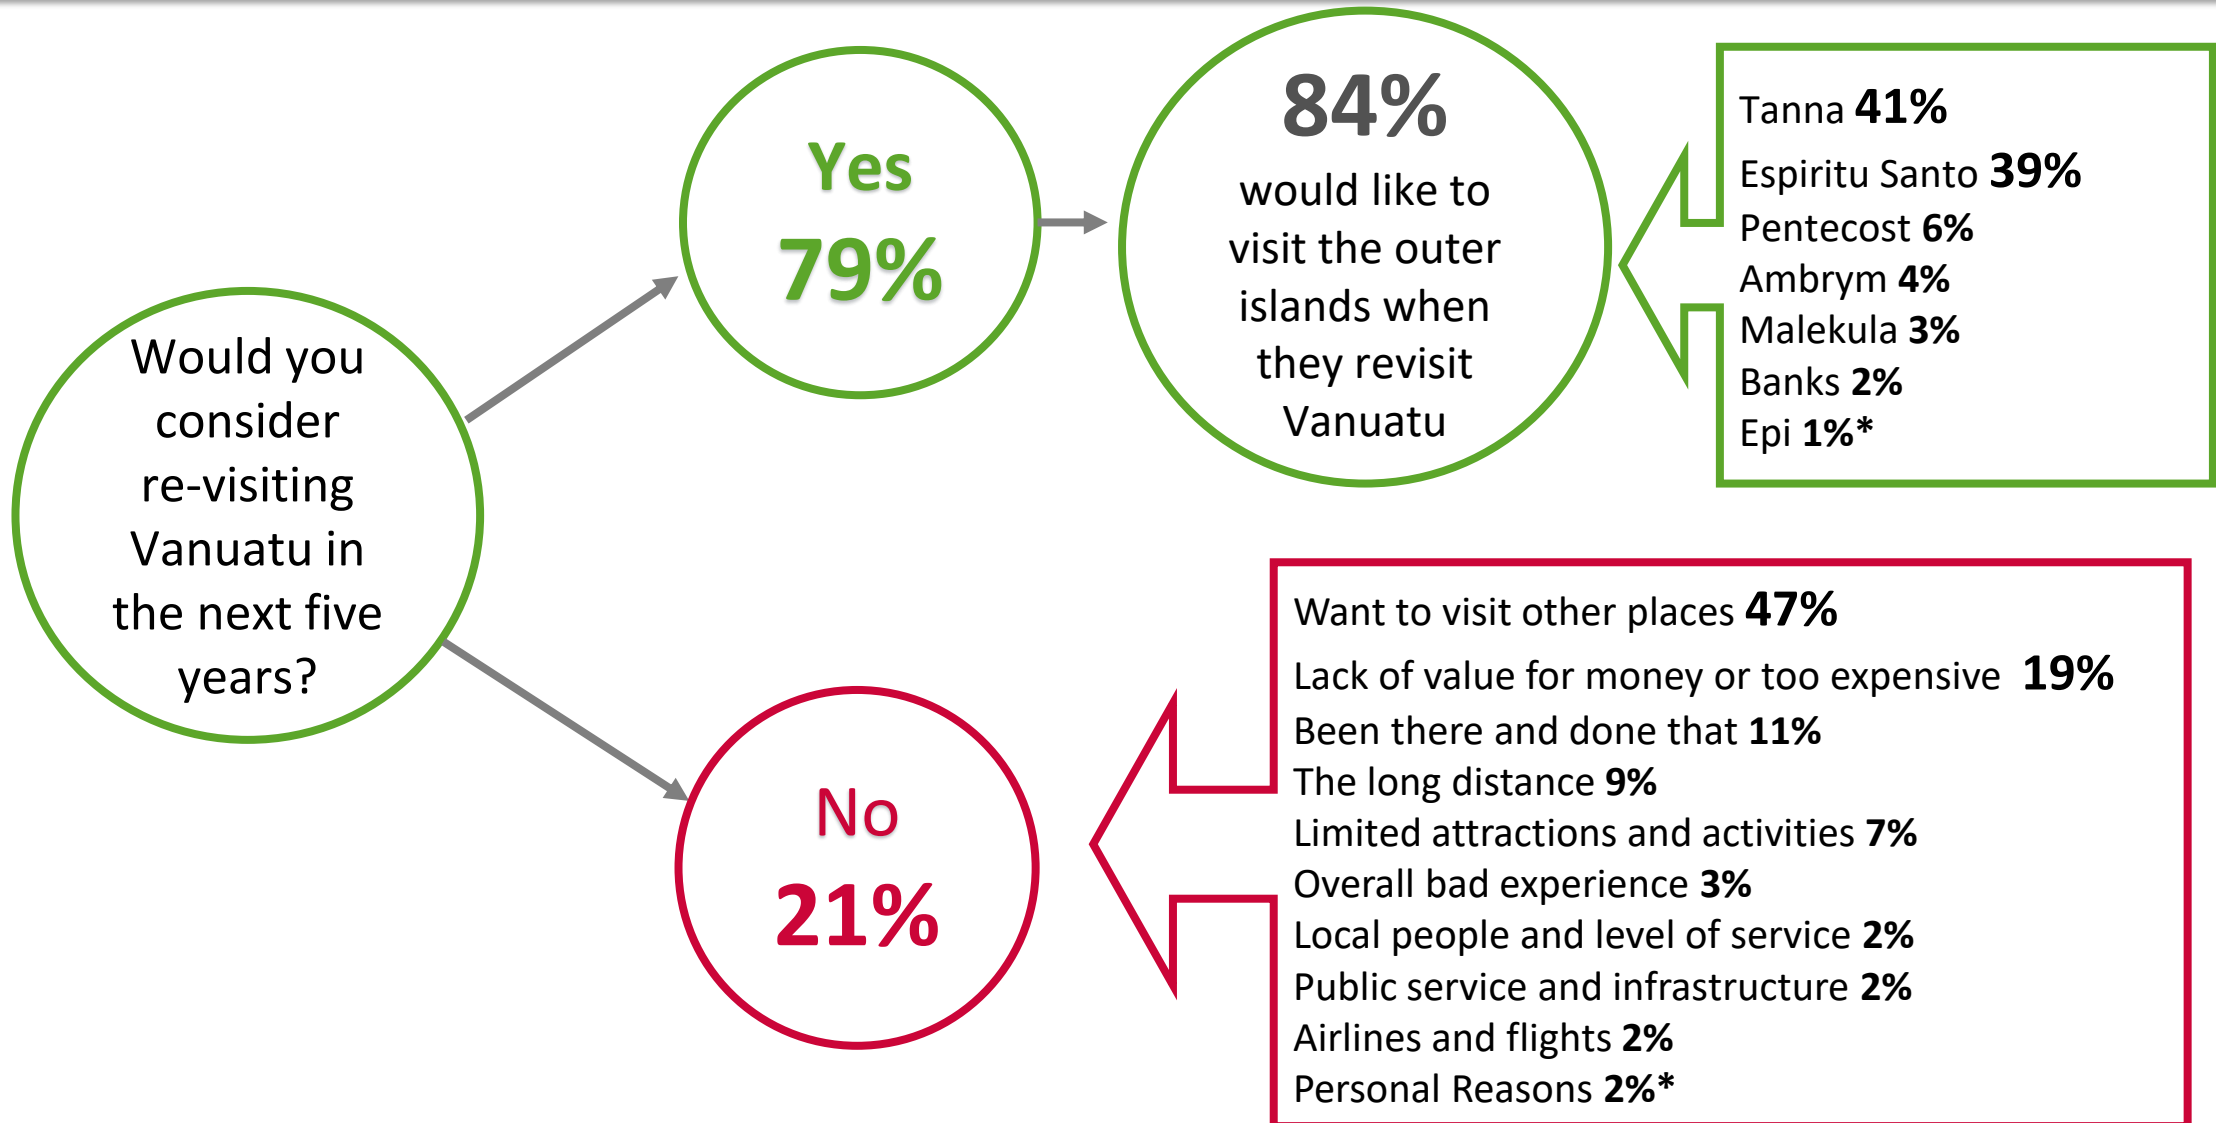 Would you
consider
re-visiting
Vanuatu in
the next five
years?
Yes
79%
84%
would like to
visit the outer
islands when
they revisit
Vanuatu
Tanna 41%
Espiritu Santo 39%
Pentecost 6%
Ambrym 4%
Malekula 3%
Banks 2%
Epi 1%*
No
21%
Want to visit other places 47%
Lack of value for money or too expensive 19%
Been there and done that 11%
The long distance 9%
Limited attractions and activities 7%
Overall bad experience 3%
Local people and level of service 2%
Public service and infrastructure 2%
Airlines and flights 2%
Personal Reasons 2%*